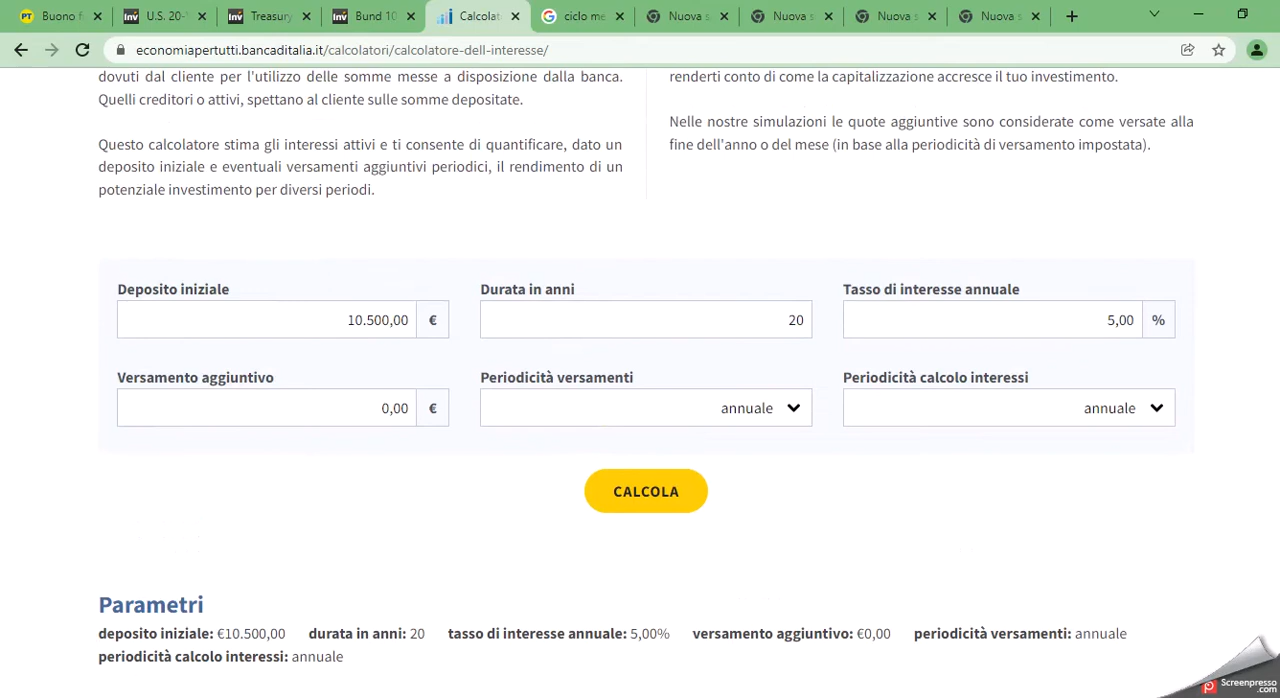 Buono f
U.S. 20-
Treasury
Bund 10
Calcolat
ciclo me
Nuova s
Nuova s
Nuova s
Nuova s
economiapertutti.bancaditalia.it/calcolatori/calcolatore-dell-interesse/
dovuti dal cliente per l'utilizzo delle somme messe a disposizione dalla banca.
Quelli creditori o attivi, spettano al cliente sulle somme depositate.
Questo calcolatore stima gli interessi attivi e ti consente di quantificare, dato un
deposito iniziale e eventuali versamenti aggiuntivi periodici, il rendimento di un
potenziale investimento per diversi periodi.
renderti conto di come la capitalizzazione accresce il tuo investimento.
Nelle nostre simulazioni le quote aggiuntive sono considerate come versate alla
fine dell'anno o del mese (in base alla periodicità di versamento impostata).
Deposito iniziale
10.500,00 €
Durata in anni
20
Tasso di interesse annuale
5,00 %
Versamento aggiuntivo
0,00 €
Periodicità versamenti
annuale
Periodicità calcolo interessi
annuale
CALCOLA
Parametri
deposito iniziale: €10.500,00 durata in anni: 20 tasso di interesse annuale: 5,00% versamento aggiuntivo: €0,00 periodicità versamenti: annuale
periodicità calcolo interessi: annuale
Screenpresso
.com